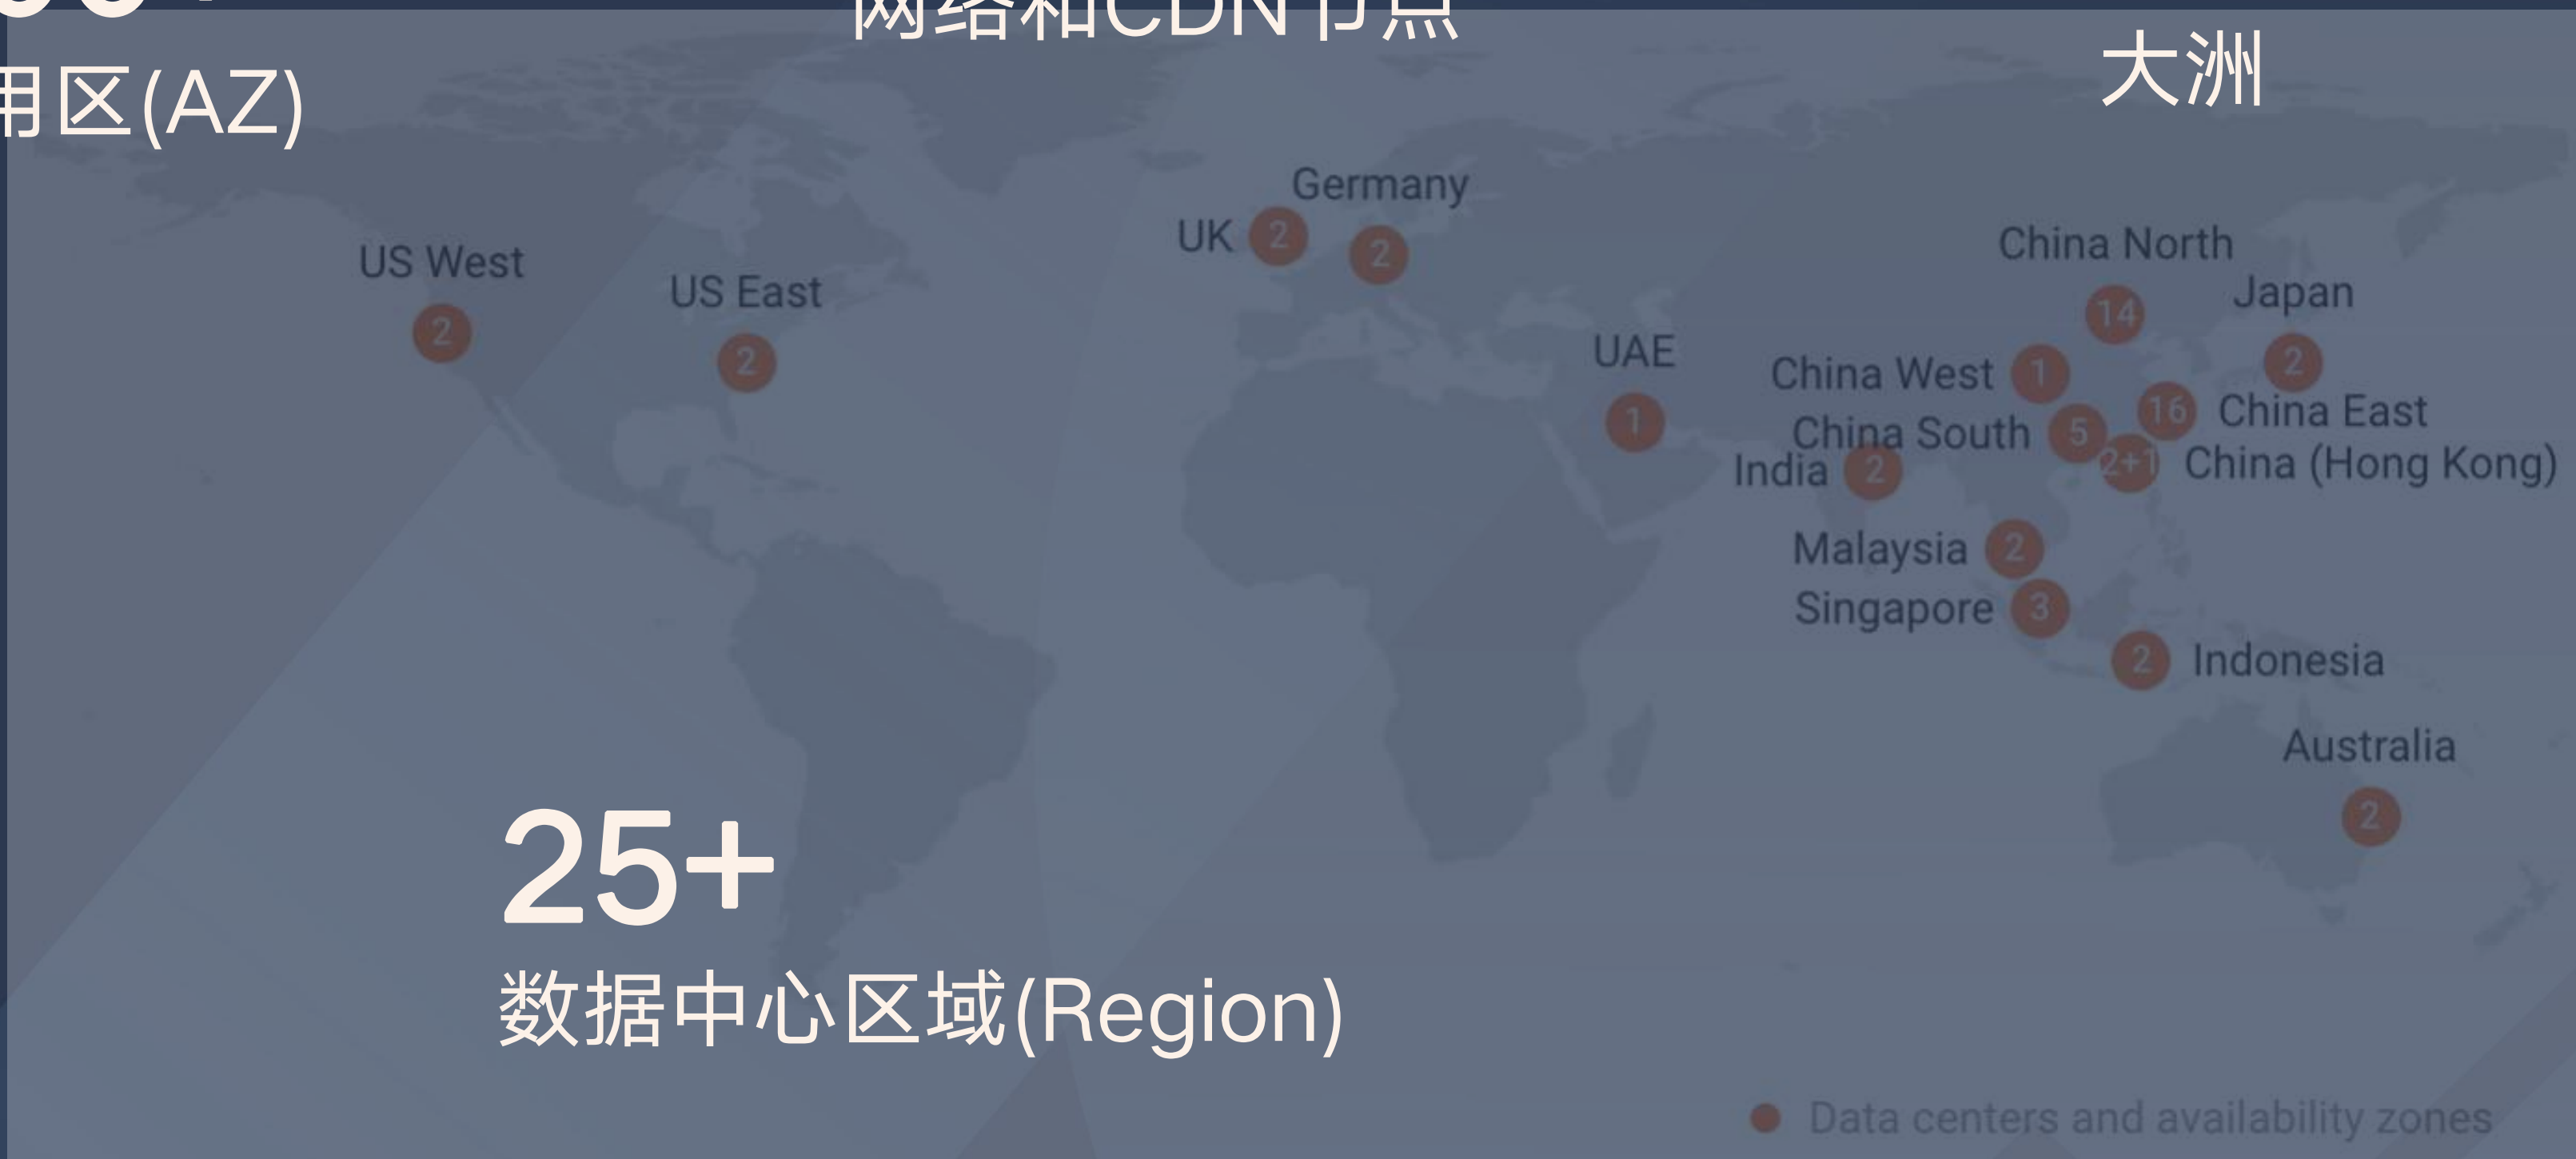 网络和CDN节点
大洲
用区(AZ)
Germany
UK 2
2
China North
US West
US East
Japan
14
2
UAE
2
China West 1
2
16 China East
1
China South 5
India 2
2+1 China (Hong Kong)
Malaysia 2
Singapore 3
2 Indonesia
Australia
2
25+
数据中心区域(Region)
Data centers and availability zones